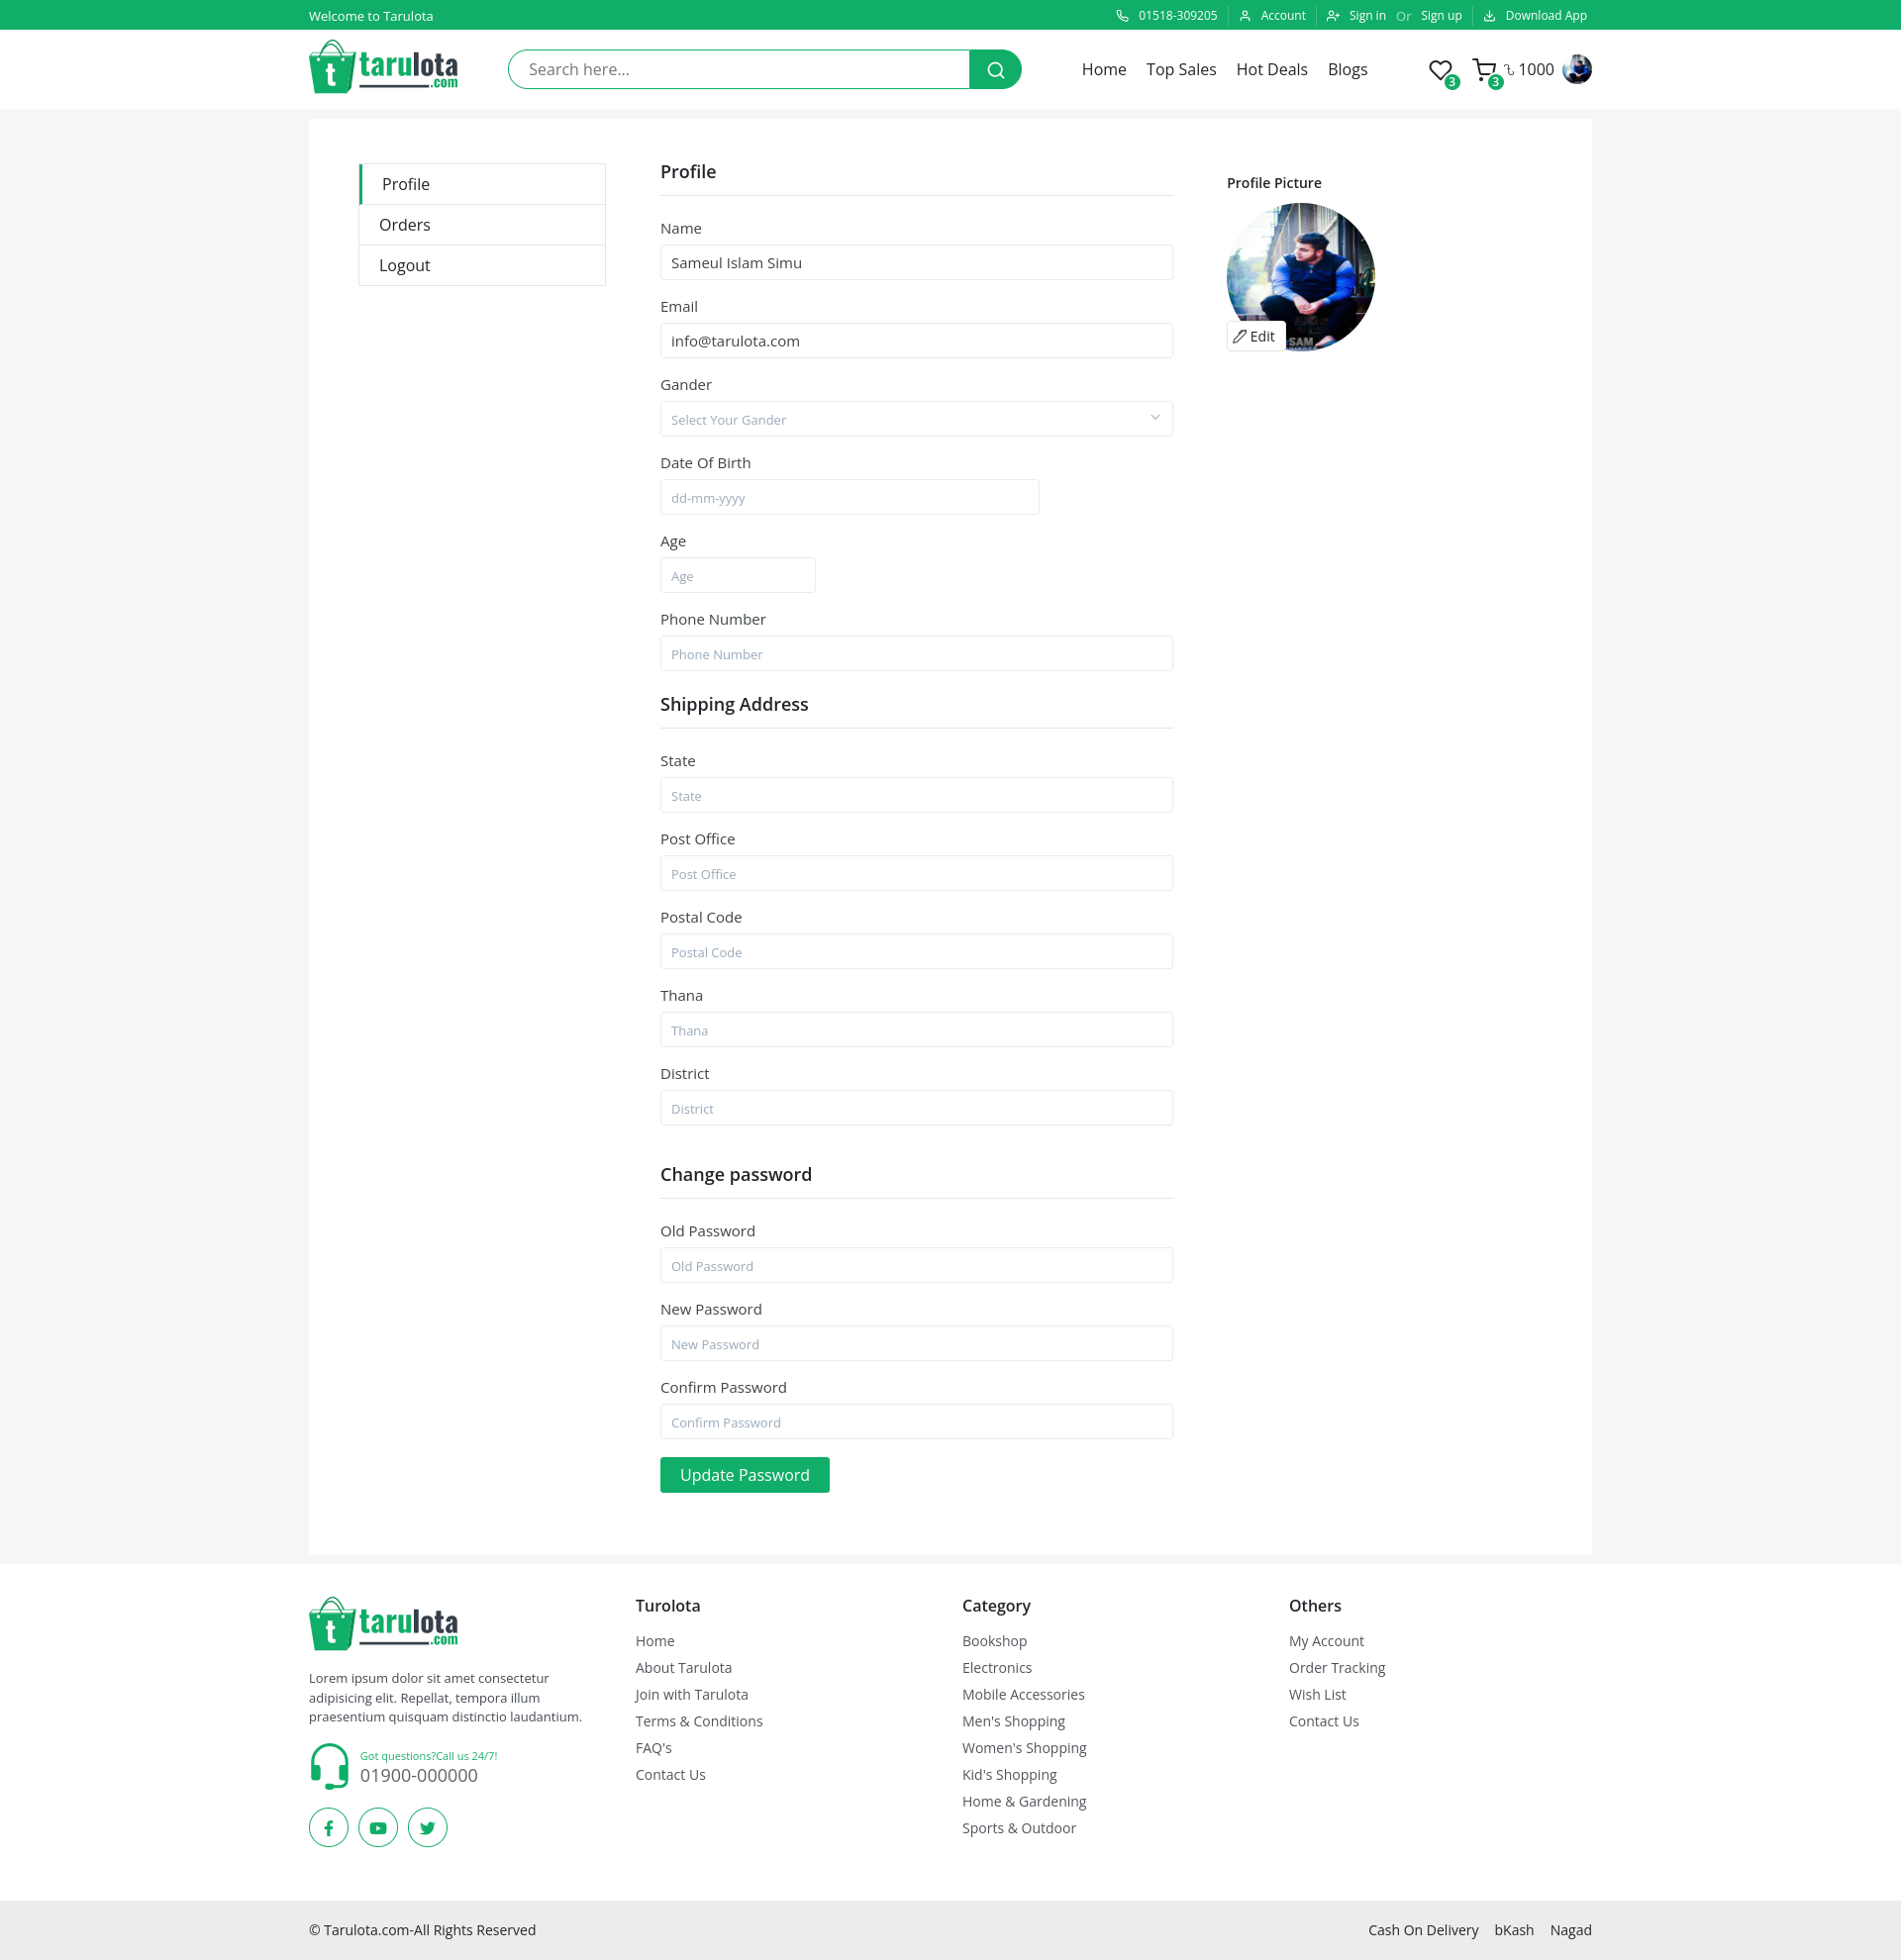 Welcome to Tarulota
01518-309205 Account Sign in Or Sign up Download App
tarulota
.com
Search here...
Home Top Sales Hot Deals Blogs
3 3 ৳ 1000
Profile
Orders
Logout
Profile
Name
Sameul Islam Simu
Email
info@tarulota.com
Gander
Select Your Gander
Date Of Birth
dd-mm-yyyy
Age
Age
Phone Number
Phone Number
Shipping Address
State
State
Post Office
Post Office
Postal Code
Postal Code
Thana
Thana
District
District
Change password
Old Password
Old Password
New Password
New Password
Confirm Password
Confirm Password
Update Password
Profile Picture
SAM
Edit
tarulota
.com
Lorem ipsum dolor sit amet consectetur
adipisicing elit. Repellat, tempora illum
praesentium quisquam distinctio laudantium.
Got questions?Call us 24/7!
01900-000000
Turolota
Home
About Tarulota
Join with Tarulota
Terms & Conditions
FAQ's
Contact Us
Category
Bookshop
Electronics
Mobile Accessories
Men's Shopping
Women's Shopping
Kid's Shopping
Home & Gardening
Sports & Outdoor
Others
My Account
Order Tracking
Wish List
Contact Us
© Tarulota.com-All Rights Reserved
Cash On Delivery bKash Nagad